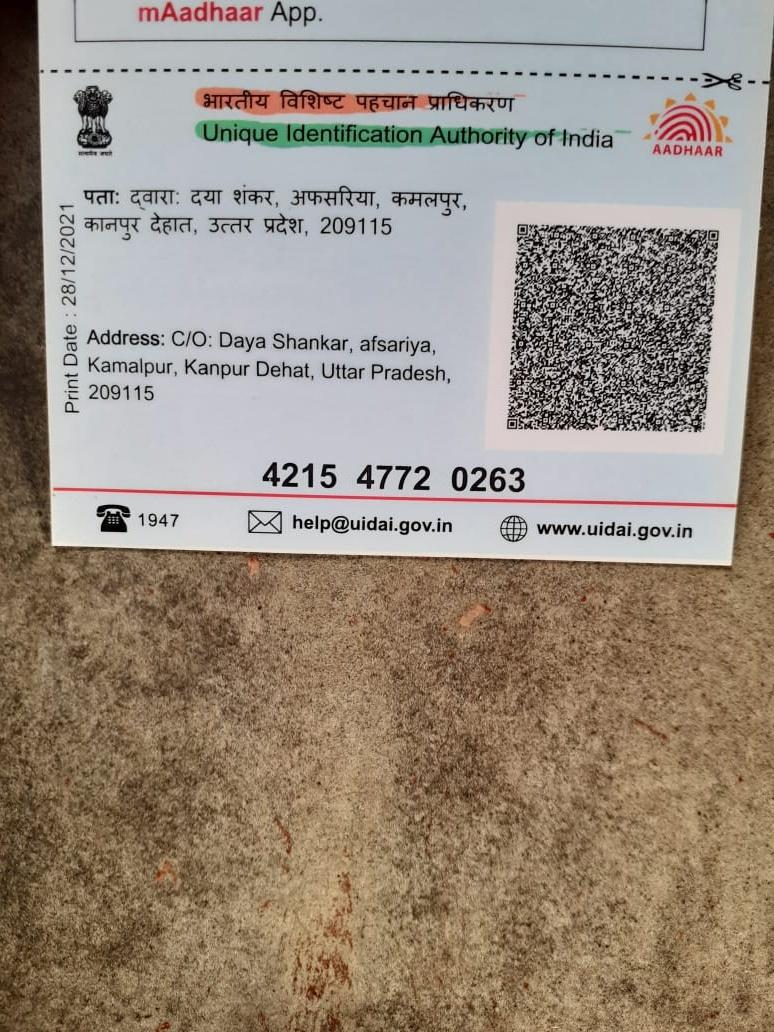 mAadhaar App.
भारतीय विशिष्ट पहचान प्राधिकरण
Unique Identification Authority of India
सत्यमेव जयते
AADHAAR
Print Date : 28/12/2021
पता: द्वारा: दया शंकर, अफसरिया, कमलपुर,
कानपुर देहात, उत्तर प्रदेश, 209115
Address: C/O: Daya Shankar, afsariya,
Kamalpur, Kanpur Dehat, Uttar Pradesh,
209115
4215 4772 0263
1947
help@uidai.gov.in
www.uidai.gov.in